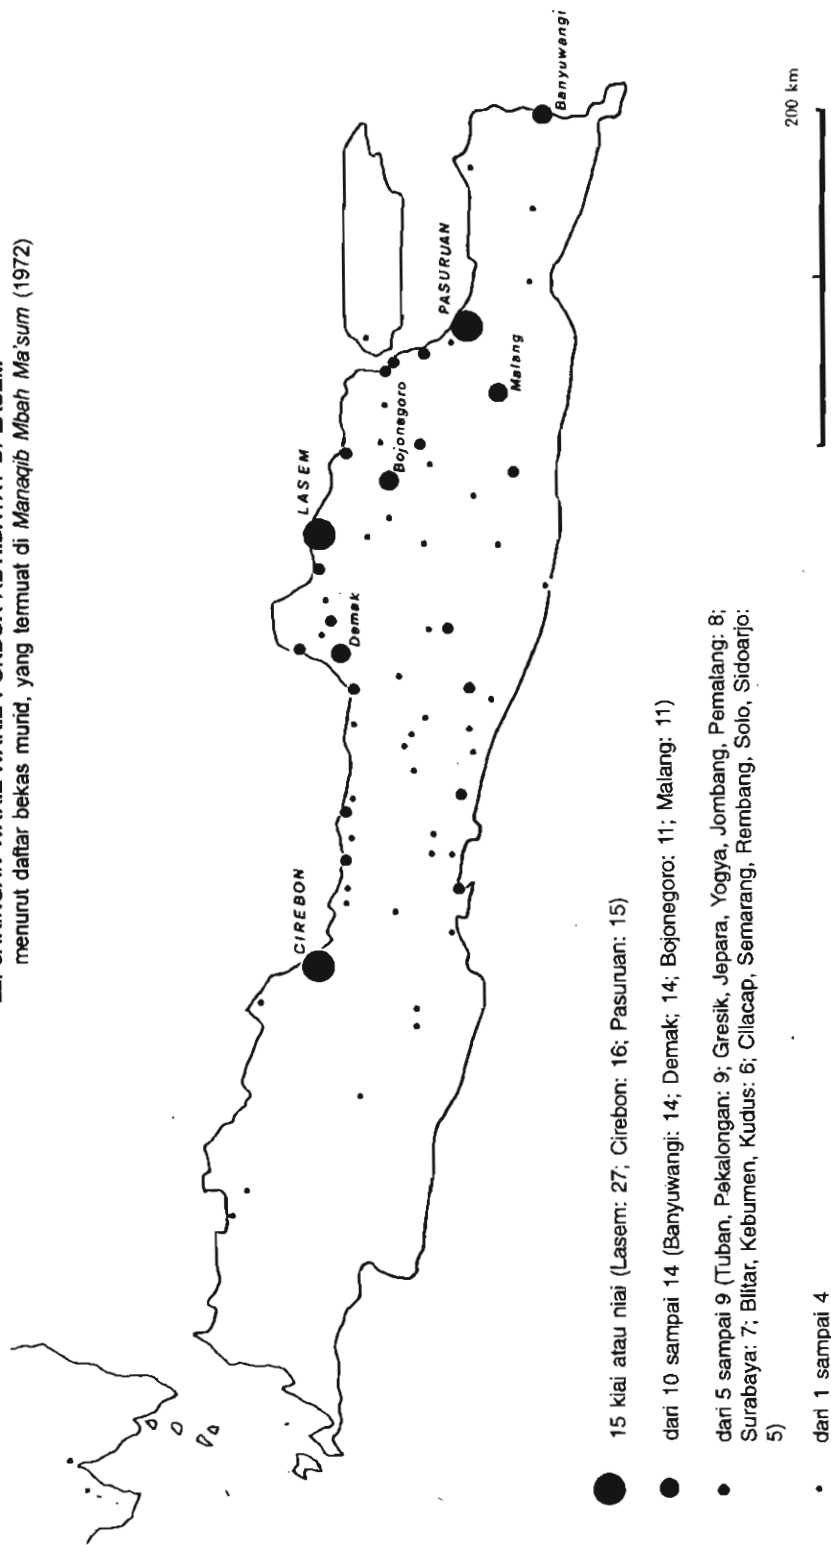 menurut daftar bekas murid, yang termuat di Manaqib Mbah Ma'sum (1972)
CIREBON
LASEM
PASURUAN
Demak
Bojonegoro
Malang
Banyuwangi
200 km
15 kiai atau niai (Lasem: 27; Cirebon: 16; Pasuruan: 15)
dari 10 sampai 14 (Banyuwangi: 14; Demak; 14; Bojonegoro: 11; Malang: 11)
dari 5 sampai 9 (Tuban, Pekalongan: 9; Gresik, Jepara, Yogya, Jombang, Pemalang: 8;
Surabaya: 7; Blitar, Kebumen, Kudus: 6; Cilacap, Semarang, Rembang, Solo, Sidoarjo:
5)
dari 1 sampai 4